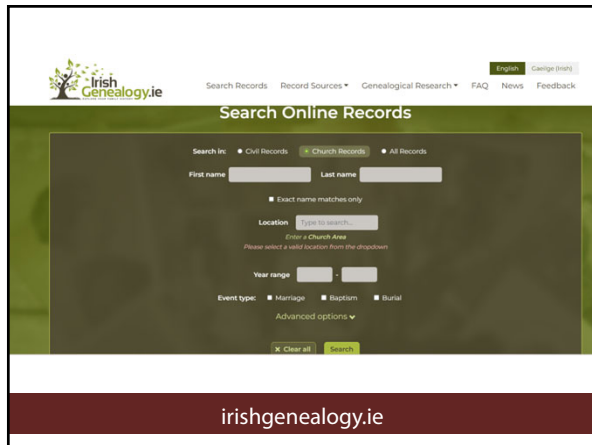 English Gaeilge (Irish)
Irish
Genealogy.ie
Search Records Record Sources Genealogical Research FAQ News Feedback
Search Online Records
Search in: Civil Records Church Records All Records
First name Last name
Exact name matches only
Location Type to search...
Enter a Church Area
Please select a valid location from the dropdown
Year range -
Event type: Marriage Baptism Burial
Advanced options
× Clear all Search
irishgenealogy.ie